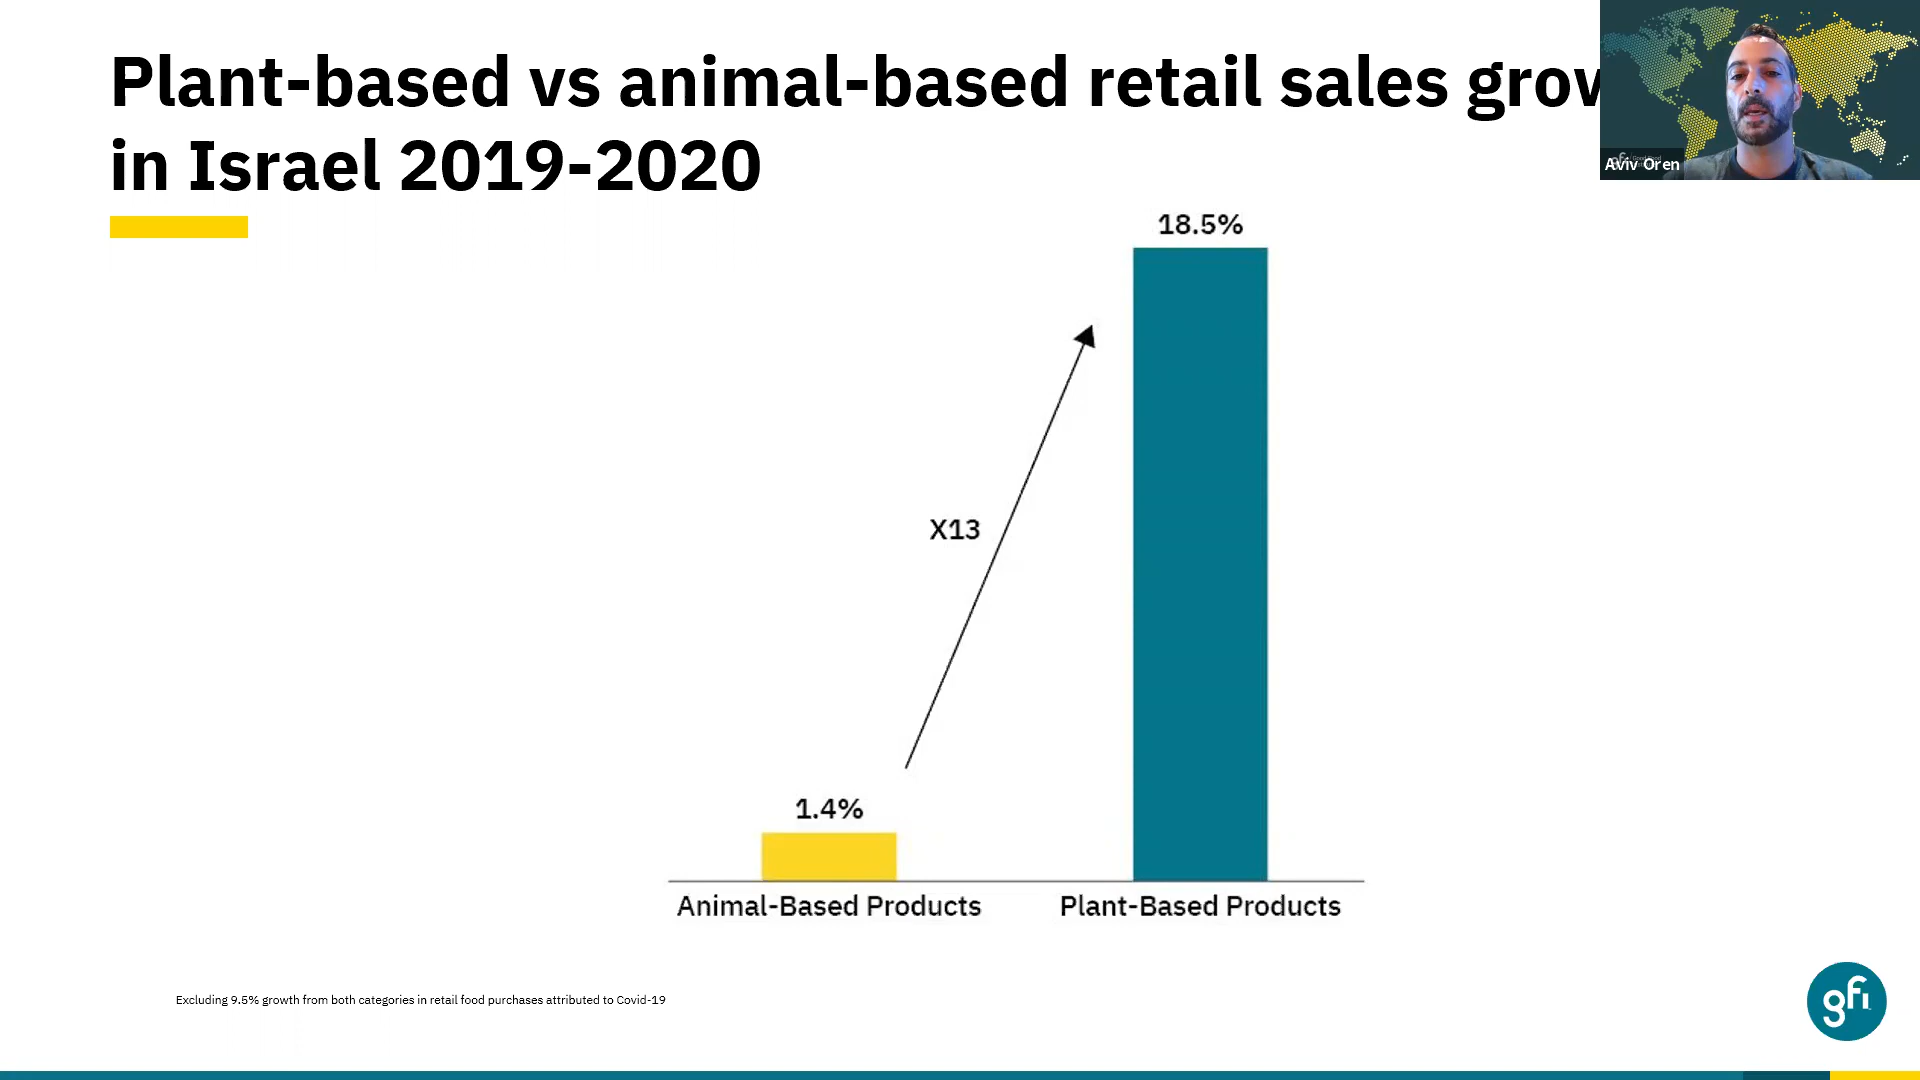 Plant-based vs animal-based retail sales grow
in Israel 2019-2020
Aviv Oren
18.5%
X13
1.4%
Animal-Based Products
Plant-Based Products
Excluding 9.5% growth from both categories in retail food purchases attributed to Covid-19
gfi